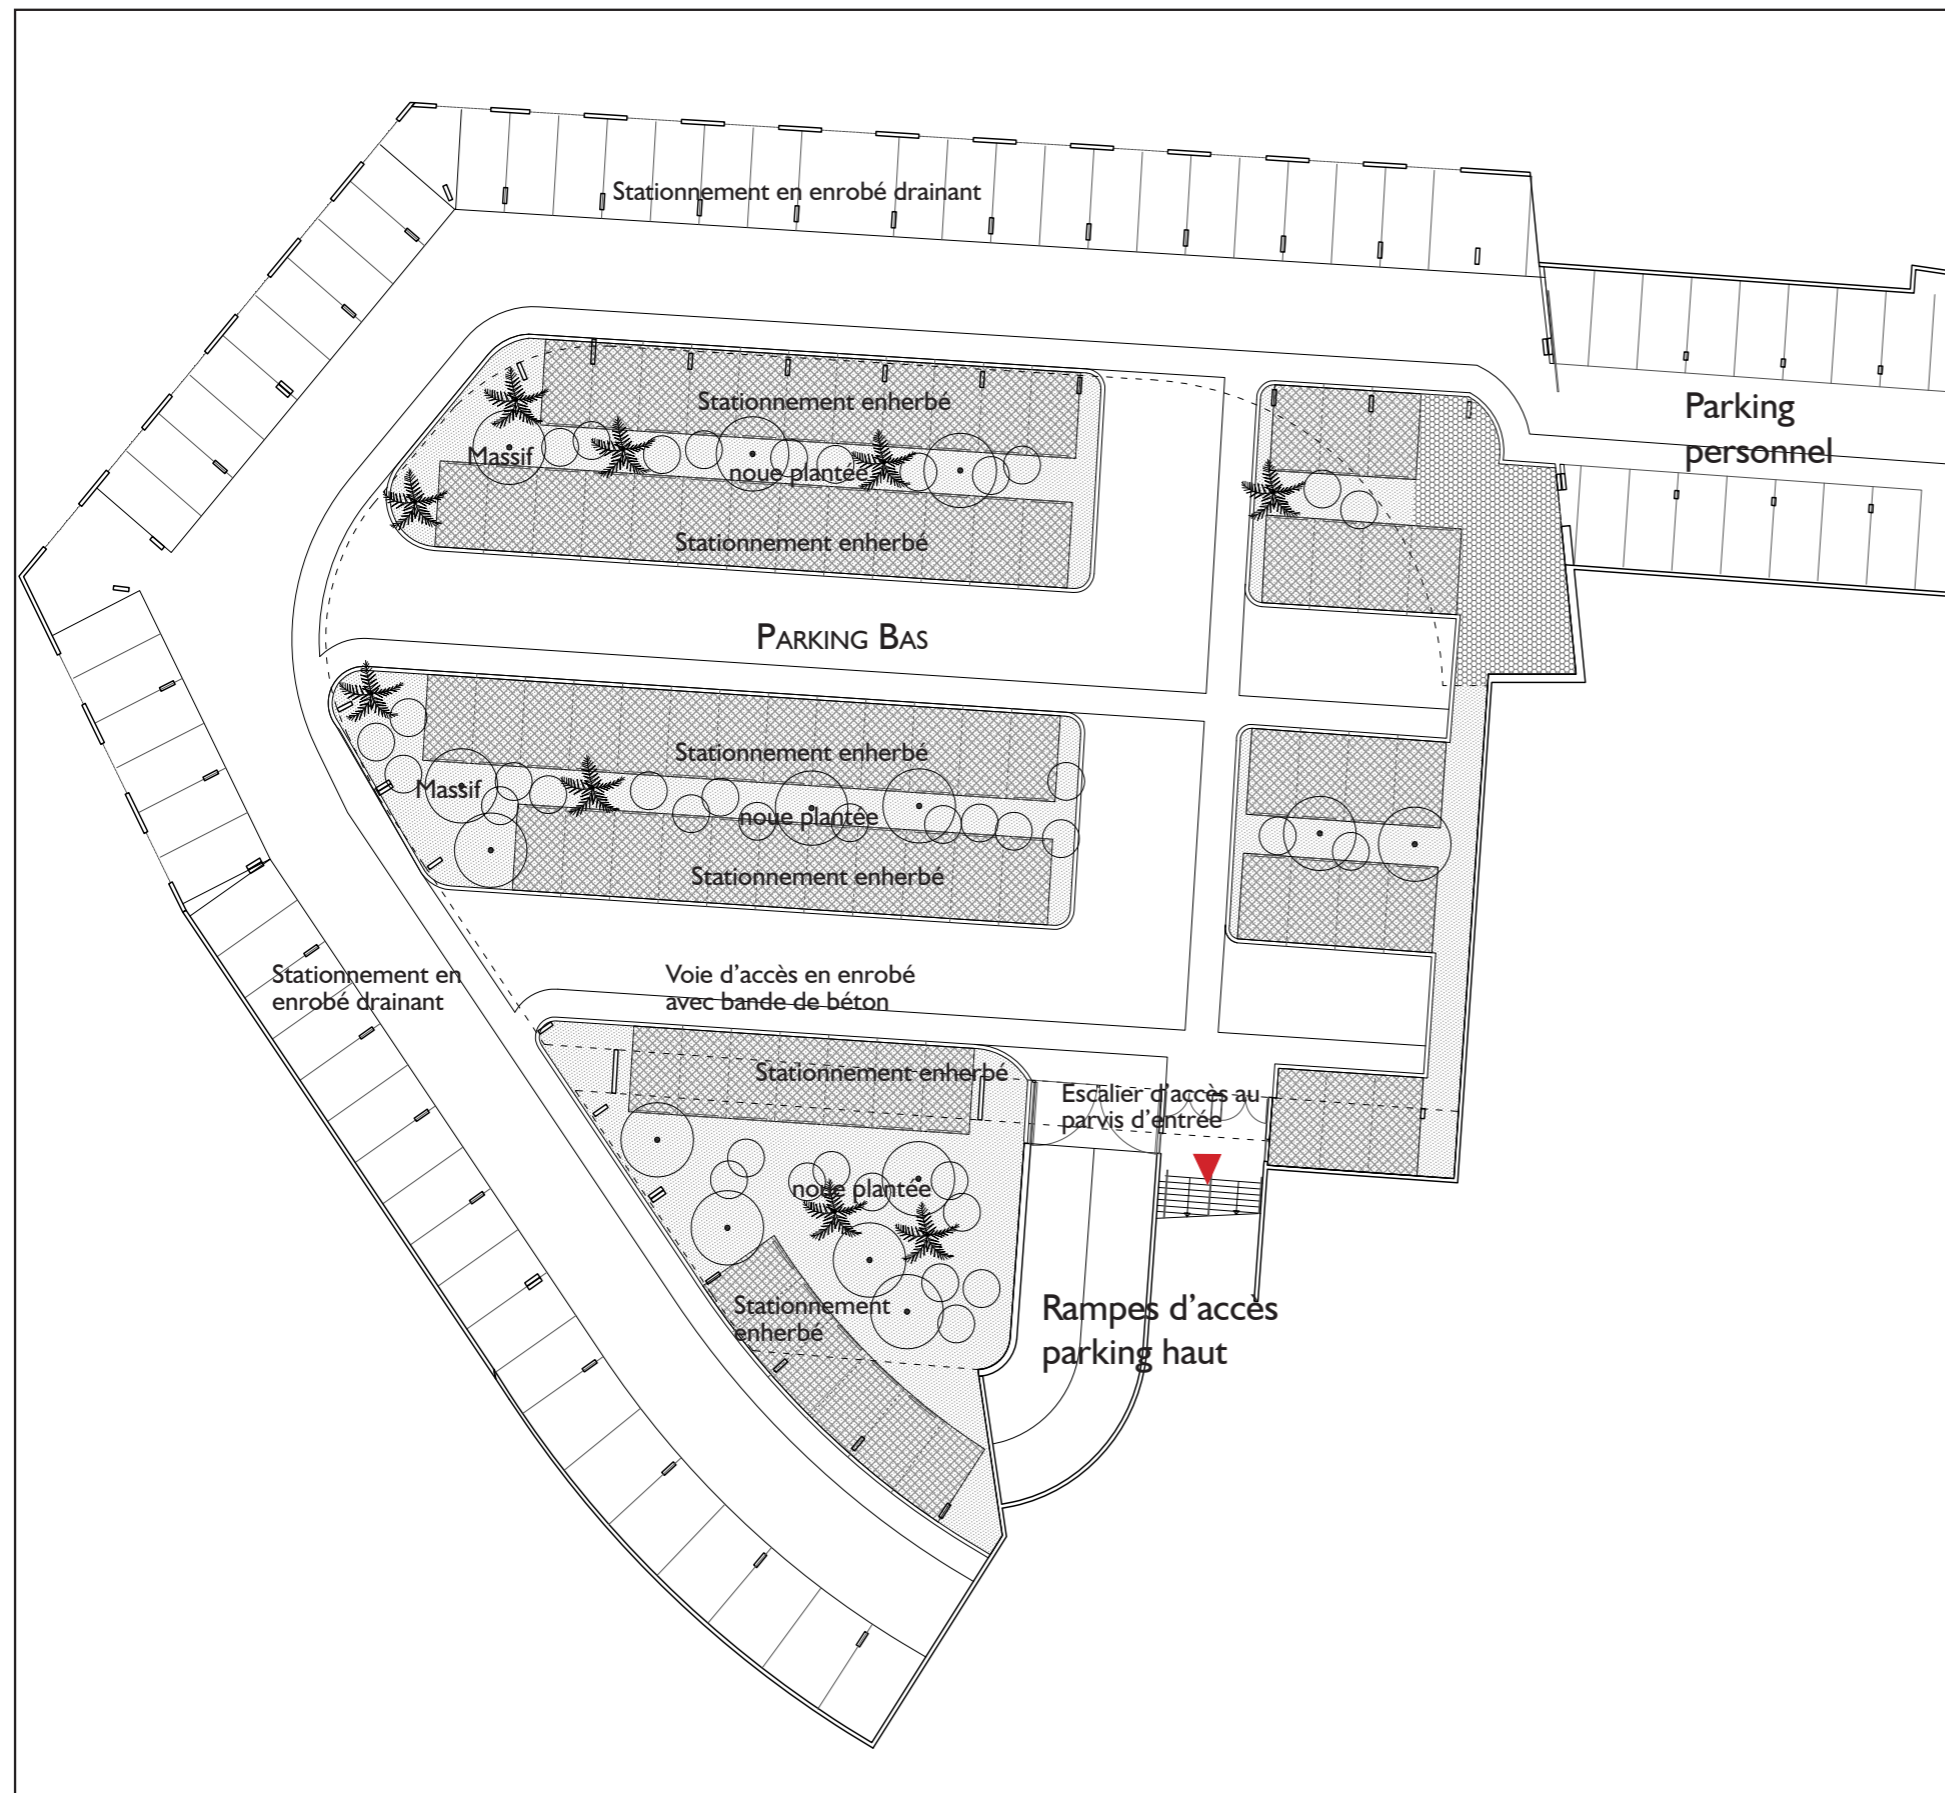 Stationnement en enrobé drainant
Stationnement enherbé
Parking
personnel
Massif
noue plantée
Stationnement enherbé
PARKING BAS
Stationnement enherbé
Massif
noue plantée
Stationnement enherbé
Stationnement en
enrobé drainant
Voie d'accès en enrobé
avec bande de béton
Stationnement enherbé
Escalier d'accès au
parvis d'entrée
noue plantée
Stationnement
enherbé
Rampes d'accès
parking haut